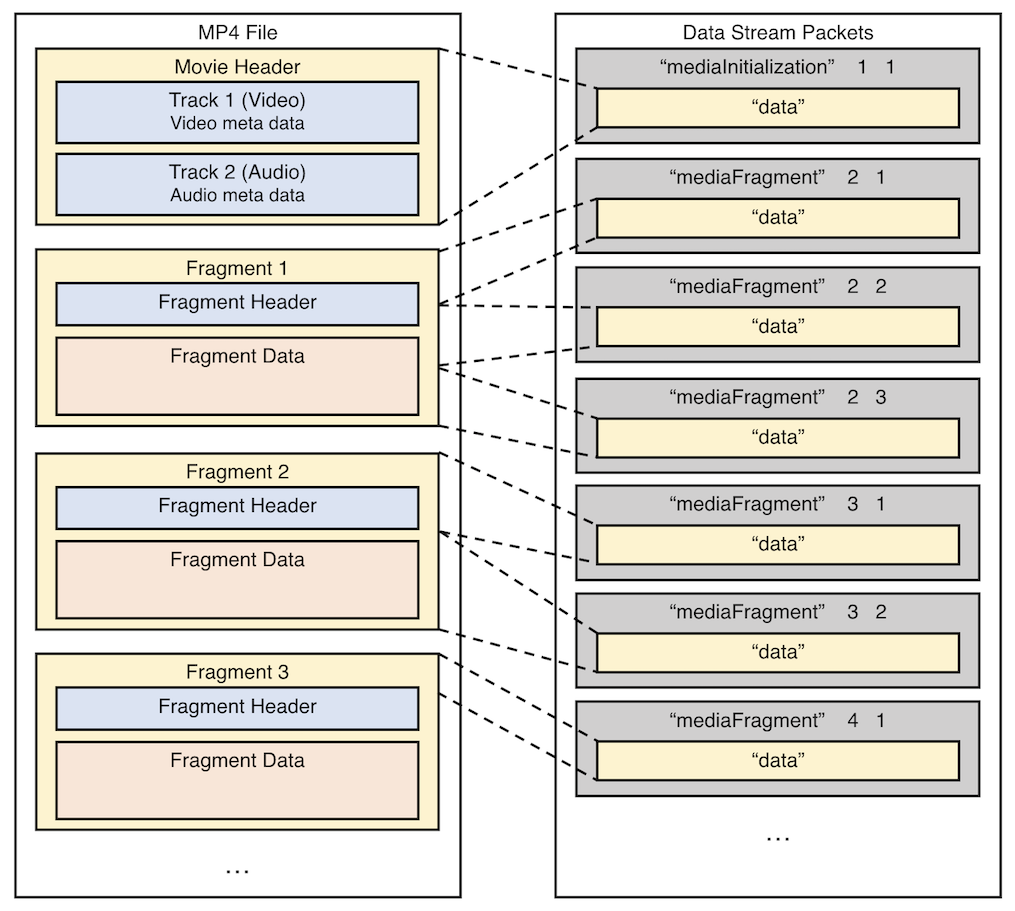 MP4 File
Movie Header
Track 1 (Video)
Video meta data
Track 2 (Audio)
Audio meta data
Fragment 1
Fragment Header
Fragment Data
Fragment 2
Fragment Header
Fragment Data
Fragment 3
Fragment Header
Fragment Data
...
Data Stream Packets
“mediaInitialization” 1 1
“data”
“mediaFragment” 2 1
“data”
“mediaFragment” 2 2
“data”
“mediaFragment” 2 3
“data”
“mediaFragment” 3 1
“data”
“mediaFragment” 3 2
“data”
“mediaFragment” 4 1
“data”
...